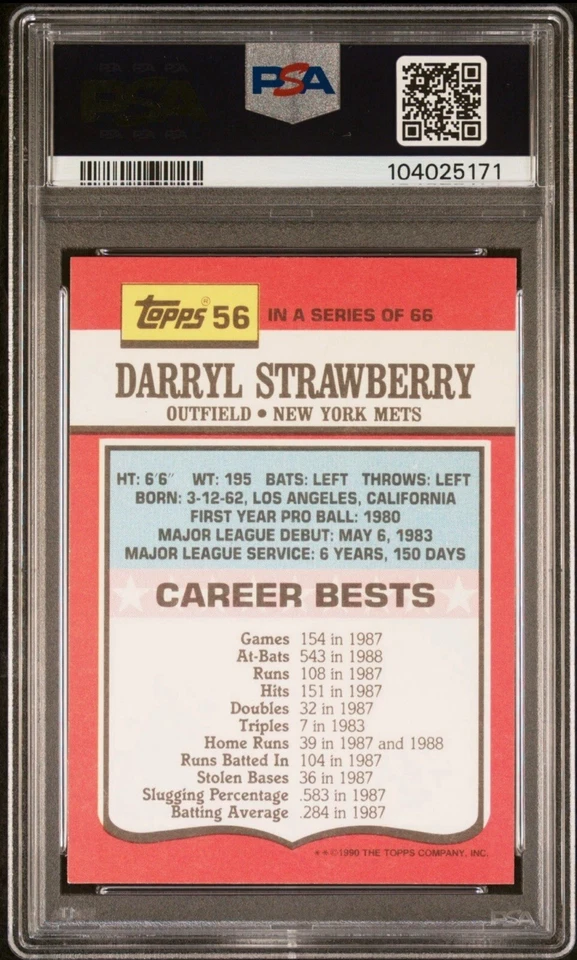 PSA
PSA
104025171
Topps® 56 IN A SERIES OF 66
DARRYL STRAWBERRY
OUTFIELD • NEW YORK METS
HT: 6'6" WT: 195 BATS: LEFT THROWS: LEFT
BORN: 3-12-62, LOS ANGELES, CALIFORNIA
FIRST YEAR PRO BALL: 1980
MAJOR LEAGUE DEBUT: MAY 6, 1983
MAJOR LEAGUE SERVICE: 6 YEARS, 150 DAYS
CAREER BESTS
Games 154 in 1987
At-Bats 543 in 1988
Runs 108 in 1987
Hits 151 in 1987
Doubles 32 in 1987
Triples 7 in 1983
Home Runs 39 in 1987 and 1988
Runs Batted In 104 in 1987
Stolen Bases 36 in 1987
Slugging Percentage .583 in 1987
Batting Average .284 in 1987
**©1990 THE TOPPS COMPANY, INC.
PSA